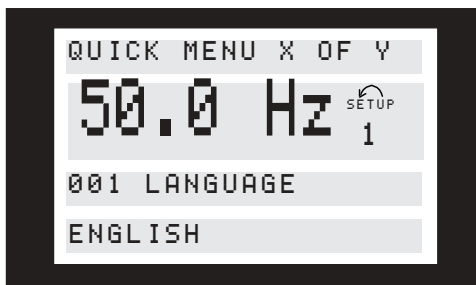 QUICK MENU X OF Y
50.0 Hz SETUP
1
001 LANGUAGE
ENGLISH